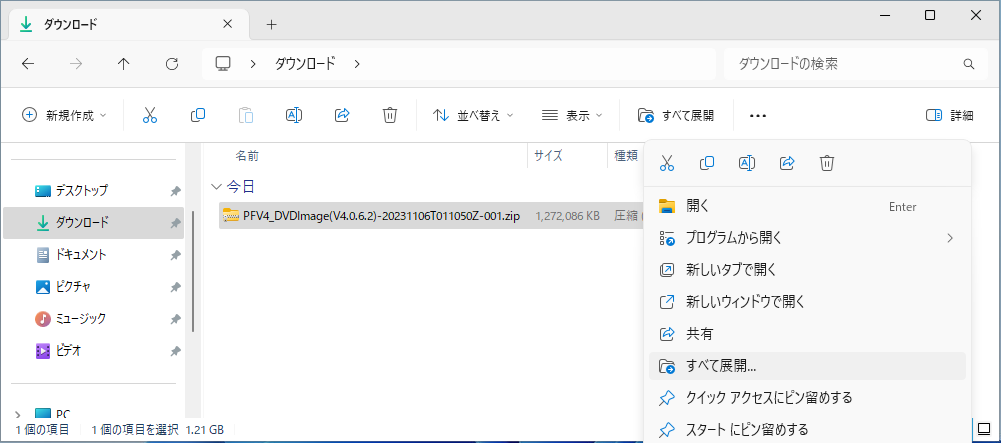 ダウンロード
ダウンロード
ダウンロードの検索
新規作成
並べ替え
表示
すべて展開
詳細
名前
サイズ
種類
今日
PFV4_DVDImage(V4.0.6.2)-20231106T011050Z-001.zip 1,272,086 KB 圧縮 (
デスクトップ
ダウンロード
ドキュメント
ピクチャ
ミュージック
ビデオ
PC
開く Enter
プログラムから開く
新しいタブで開く
新しいウィンドウで開く
共有
すべて展開...
クイック アクセスにピン留めする
スタート にピン留めする
1 個の項目 1 個の項目を選択 1.21 GB